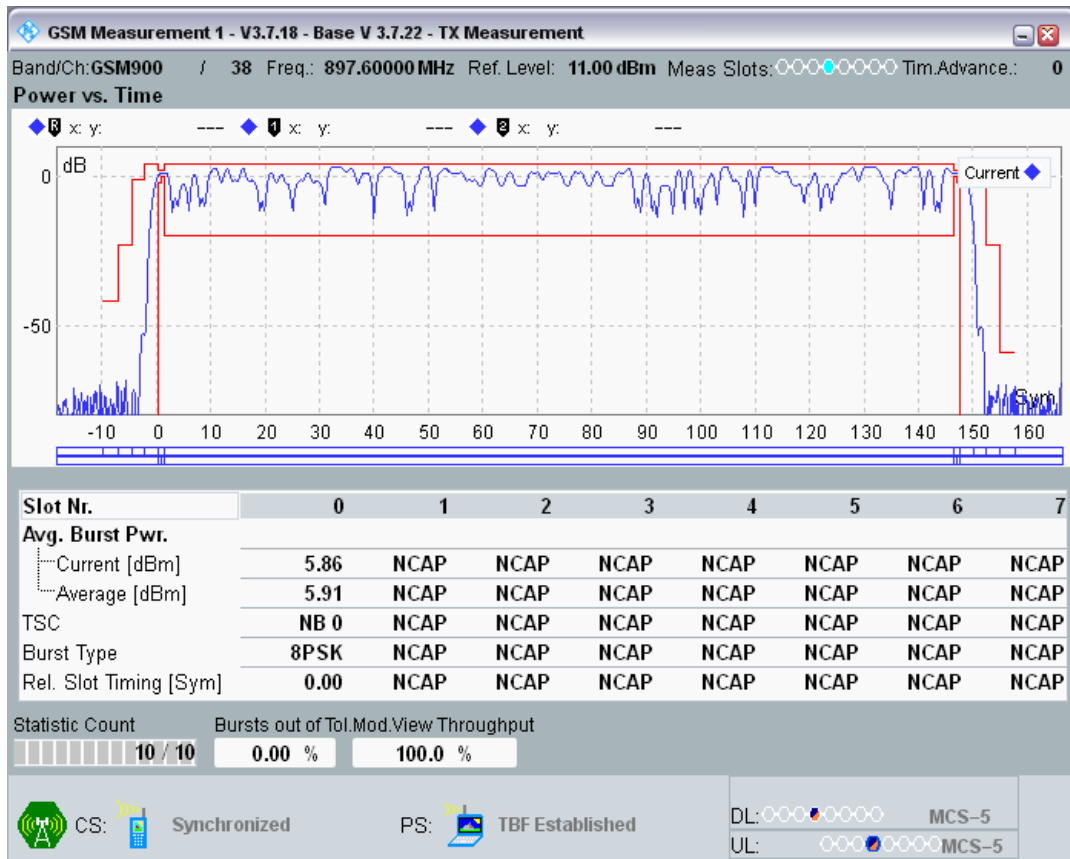 GSM Measurement 1 - V3.7.18 - Base V 3.7.22 - TX Measurement
Band/Ch:GSM900 / 38 Freq.: 897.60000 MHz Ref. Level: 11.00 dBm Meas Slots: Tim.Advance.: 0
Power vs. Time
R x: y: --- 1 x: y: --- 2 x: y: ---
dB
Current
0
-50
Sym
-10 0 10 20 30 40 50 60 70 80 90 100 110 120 130 140 150 160
Slot Nr. 0 1 2 3 4 5 6 7
Avg. Burst Pwr.
Current [dBm] 5.86 NCAP NCAP NCAP NCAP NCAP NCAP NCAP
Average [dBm] 5.91 NCAP NCAP NCAP NCAP NCAP NCAP NCAP
TSC NB 0 NCAP NCAP NCAP NCAP NCAP NCAP NCAP
Burst Type 8PSK NCAP NCAP NCAP NCAP NCAP NCAP NCAP
Rel. Slot Timing [Sym] 0.00 NCAP NCAP NCAP NCAP NCAP NCAP NCAP
Statistic Count Bursts out of Tol.Mod.View Throughput
10 / 10 0.00 % 100.0 %
CS: Synchronized PS: TBF Established DL: MCS-5
UL: MCS-5